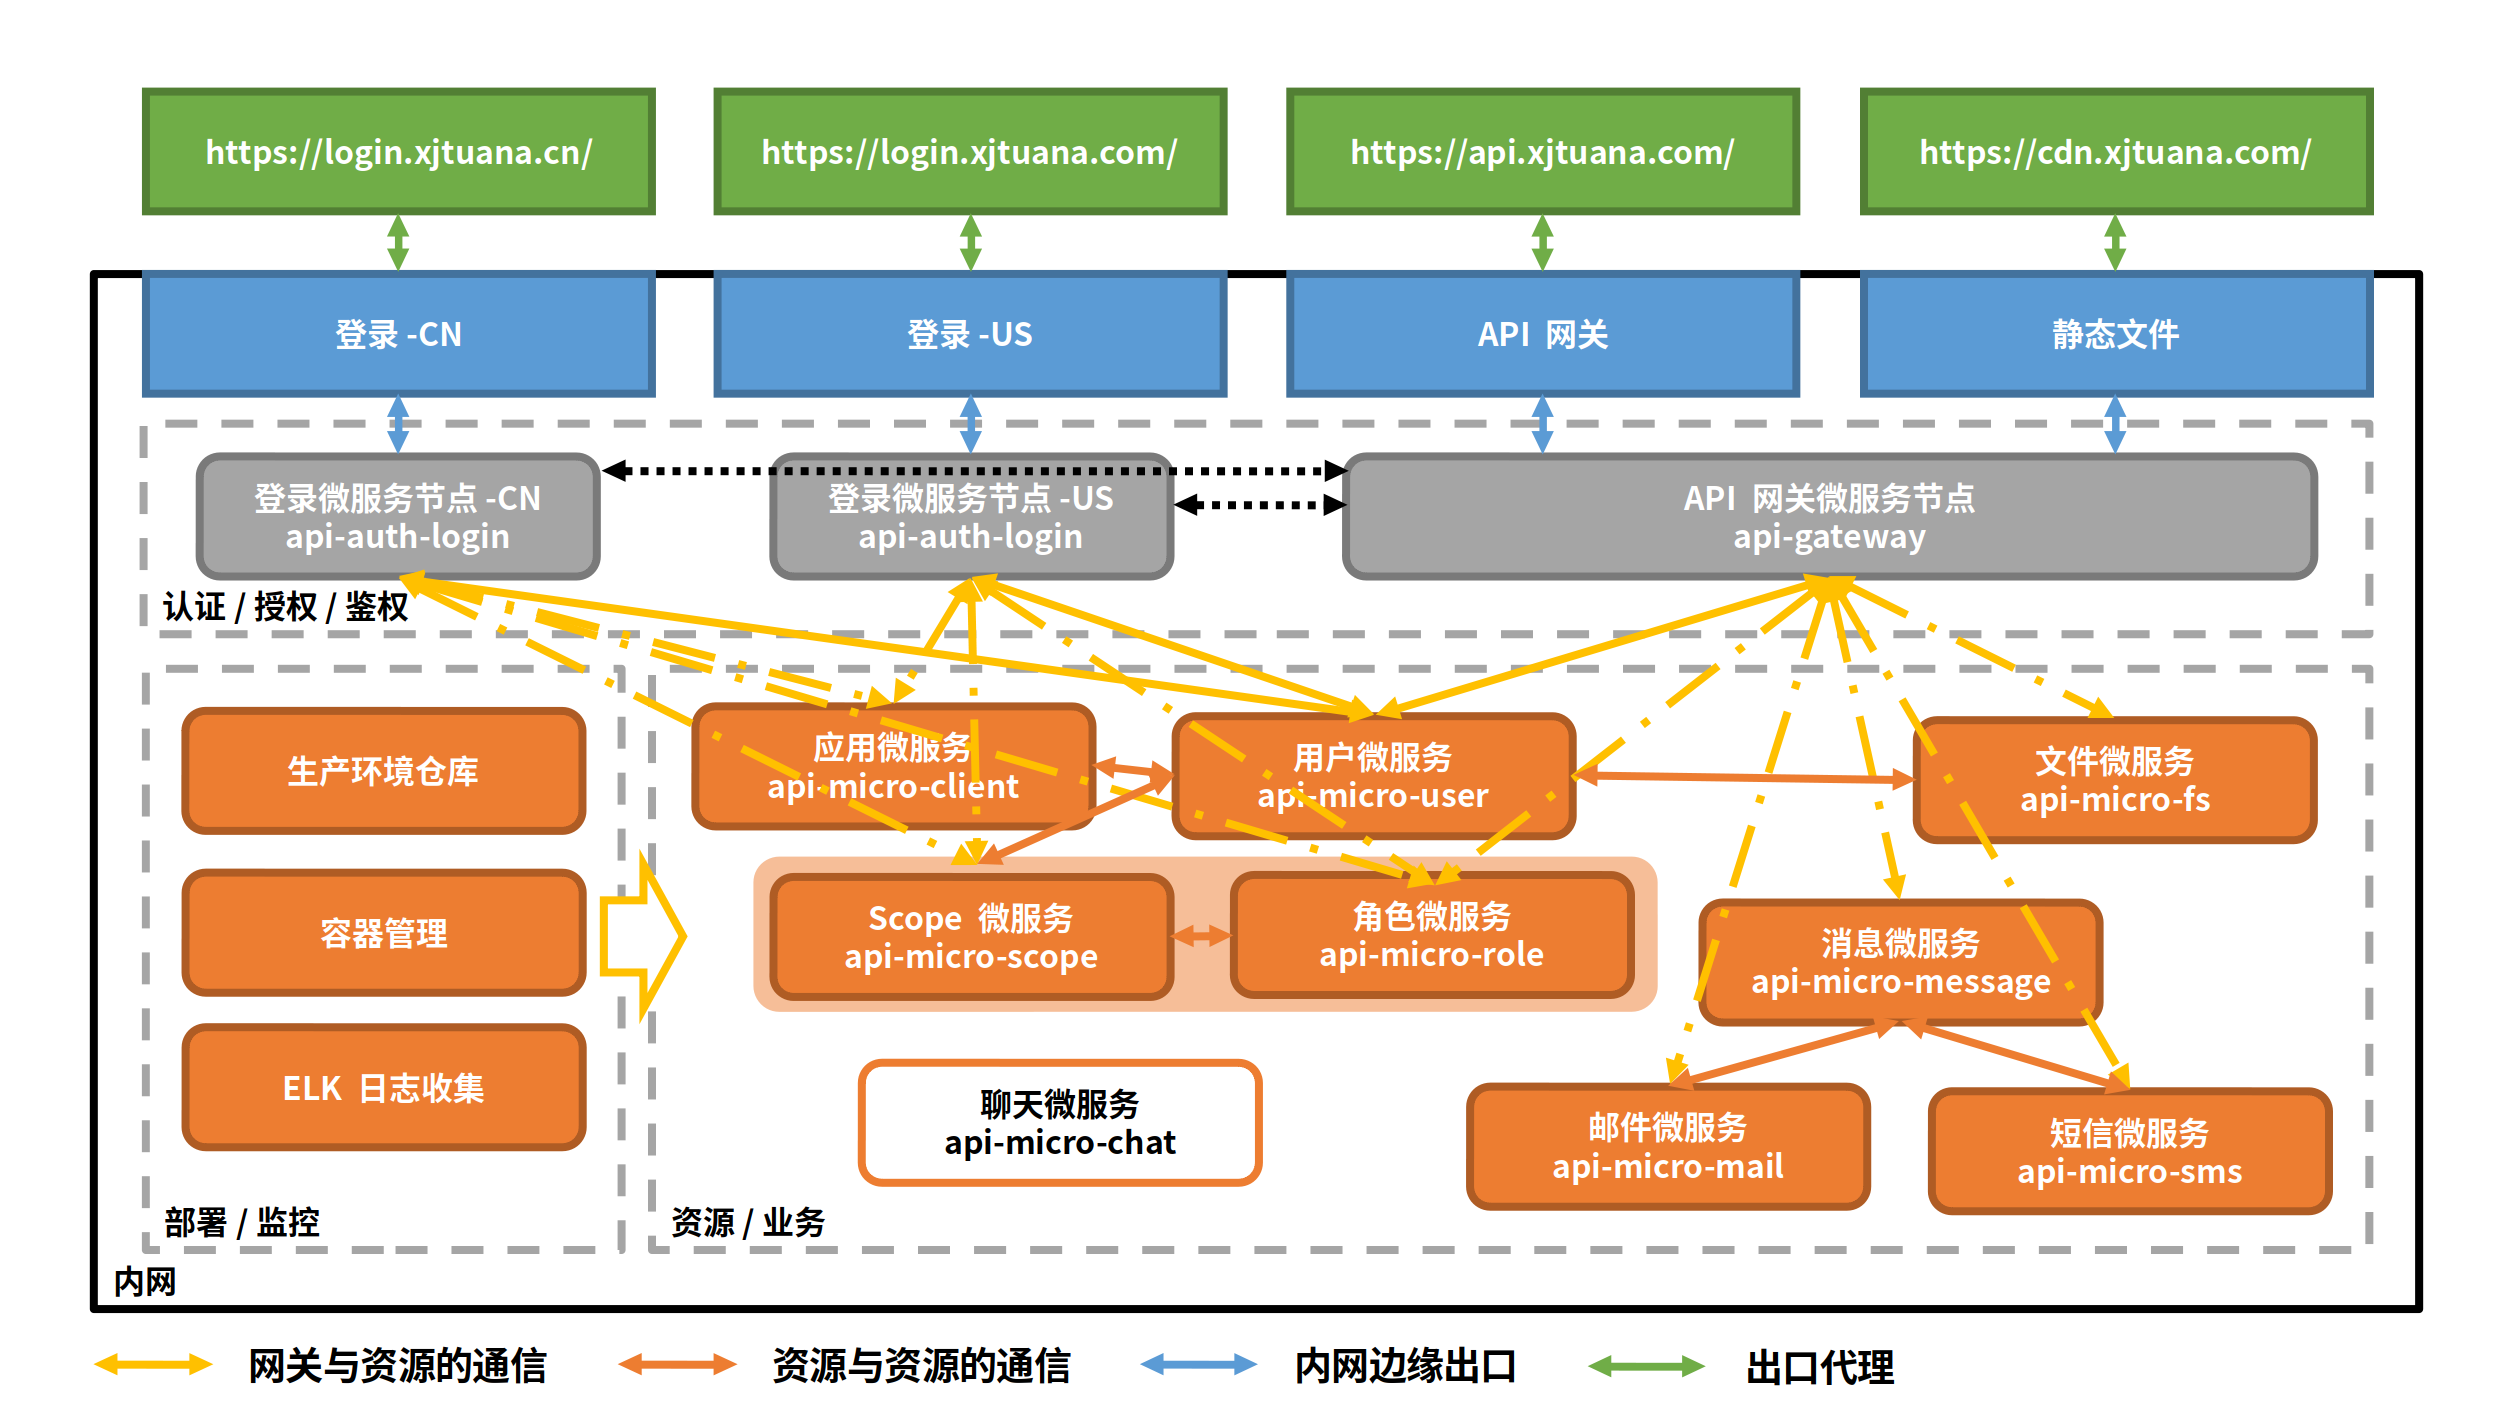 https://login.xjtuana.cn/
https://login.xjtuana.com/
https://api.xjtuana.com/
https://cdn.xjtuana.com/
登录 -CN
登录 -US
API 网关
静态文件
登录微服务节点 -CN
api-auth-login
登录微服务节点 -US
api-auth-login
API 网关微服务节点
api-gateway
认证 / 授权 / 鉴权
生产环境仓库
容器管理
ELK 日志收集
部署 / 监控
应用微服务
api-micro-client
用户微服务
api-micro-user
文件微服务
api-micro-fs
Scope 微服务
api-micro-scope
角色微服务
api-micro-role
消息微服务
api-micro-message
聊天微服务
api-micro-chat
邮件微服务
api-micro-mail
短信微服务
api-micro-sms
资源 / 业务
内网
网关与资源的通信
资源与资源的通信
内网边缘出口
出口代理